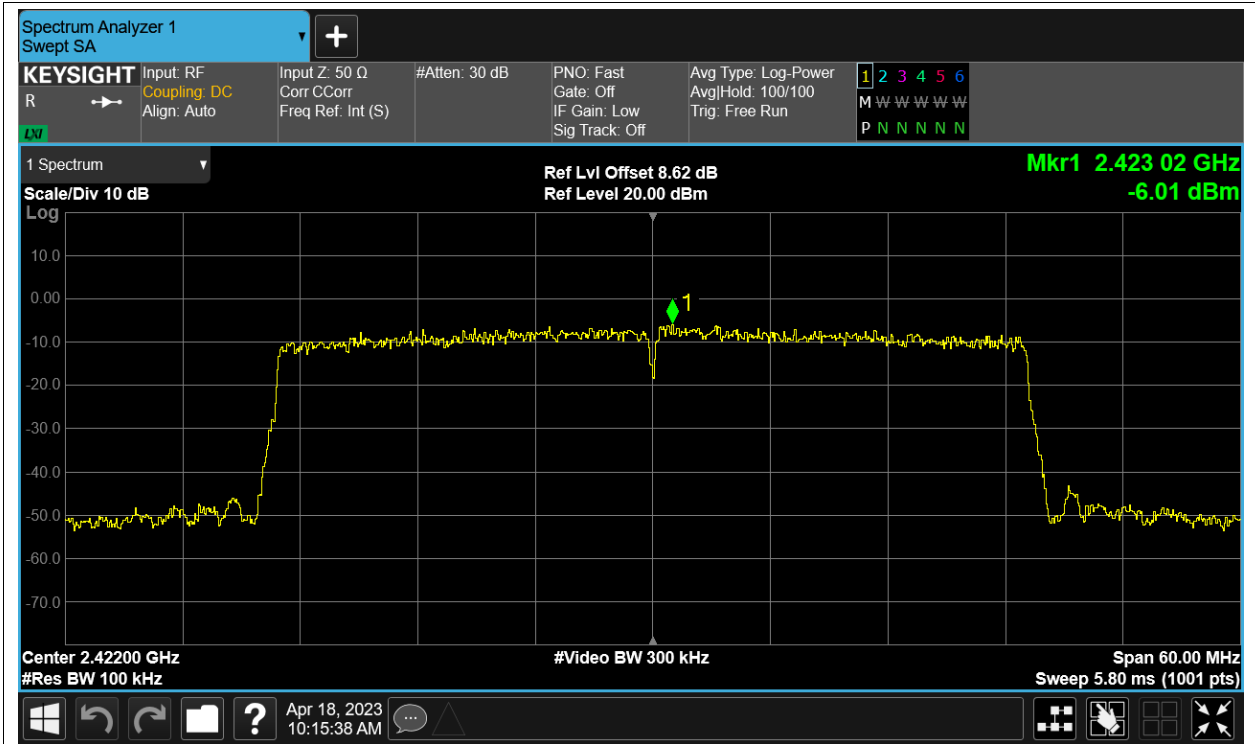 Spectrum Analyzer 1
Swept SA
KEYSIGHT
R
LXI
Input: RF
Coupling: DC
Align: Auto
Input Z: 50 Ω
Corr CCorr
Freq Ref: Int (S)
#Atten: 30 dB
PNO: Fast
Gate: Off
IF Gain: Low
Sig Track: Off
Avg Type: Log-Power
Avg|Hold: 100/100
Trig: Free Run
1 2 3 4 5 6
M W W W W W W
P N N N N N
1 Spectrum
Scale/Div 10 dB
Log
Ref Lvl Offset 8.62 dB
Ref Level 20.00 dBm
Mkr1 2.423 02 GHz
-6.01 dBm
10.0
0.00
-10.0
-20.0
-30.0
-40.0
-50.0
-60.0
-70.0
1
Center 2.42200 GHz
#Res BW 100 kHz
#Video BW 300 kHz
Span 60.00 MHz
Sweep 5.80 ms (1001 pts)
?
Apr 18, 2023
10:15:38 AM